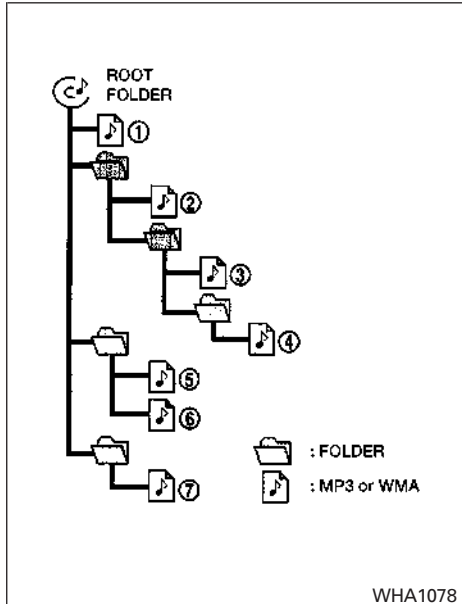 ROOT
FOLDER
①
②
③
④
⑤
⑥
⑦
: FOLDER
: MP3 or WMA
WHA1078